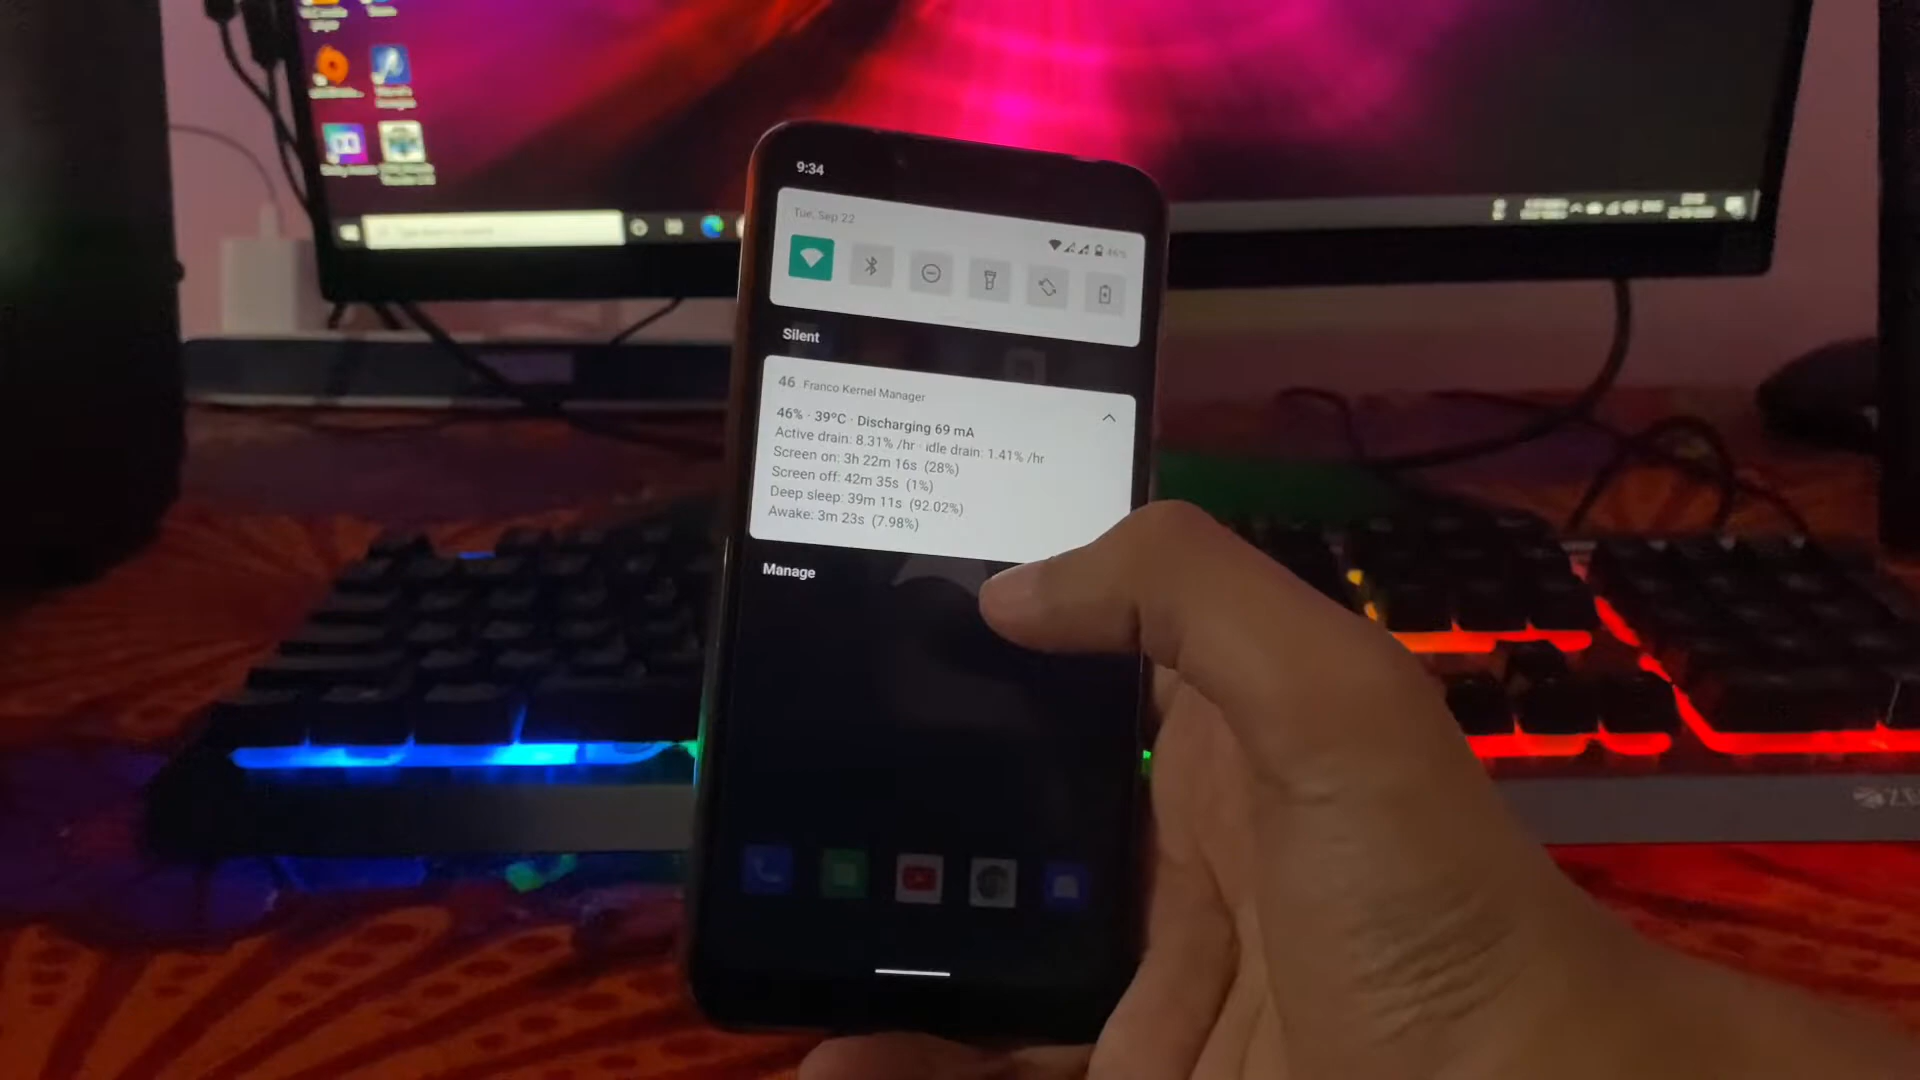 9:34
Tue, Sep 22
46%
Silent
46 Franco Kernel Manager
46% · 39°C · Discharging 69 mA
Active drain: 8.31% /hr · idle drain: 1.41% /hr
Screen on: 3h 22m 16s (28%)
Screen off: 42m 35s (1%)
Deep sleep: 39m 11s (92.02%)
Awake: 3m 23s (7.98%)
Manage